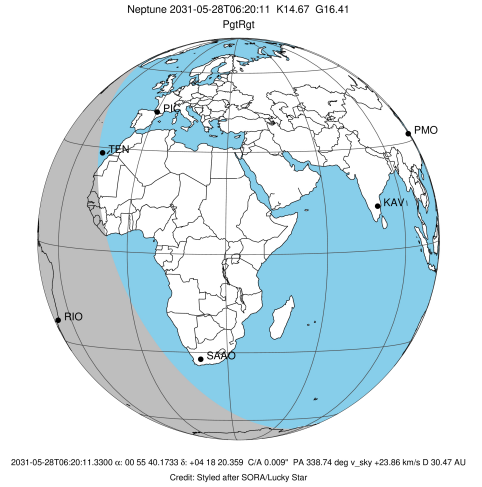 Neptune 2031-05-28T06:20:11 K14.67 G16.41
PgtRgt
PIC
PMO
TEN
KAV
RIO
SAAO
2031-05-28T06:20:11.3300 α: 00 55 40.1733 δ: +04 18 20.359 C/A 0.009" PA 338.74 deg v_sky +23.86 km/s D 30.47 AU
Credit: Styled after SORA/Lucky Star